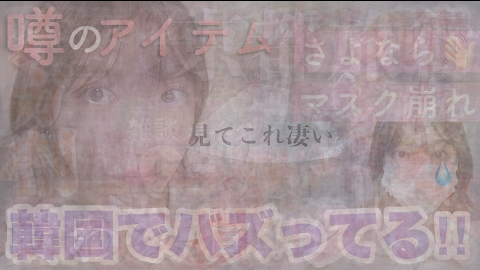 噂のアイテム
さよなら👋
マスク崩れ
見てこれ凄い
韓国でバズってる!!